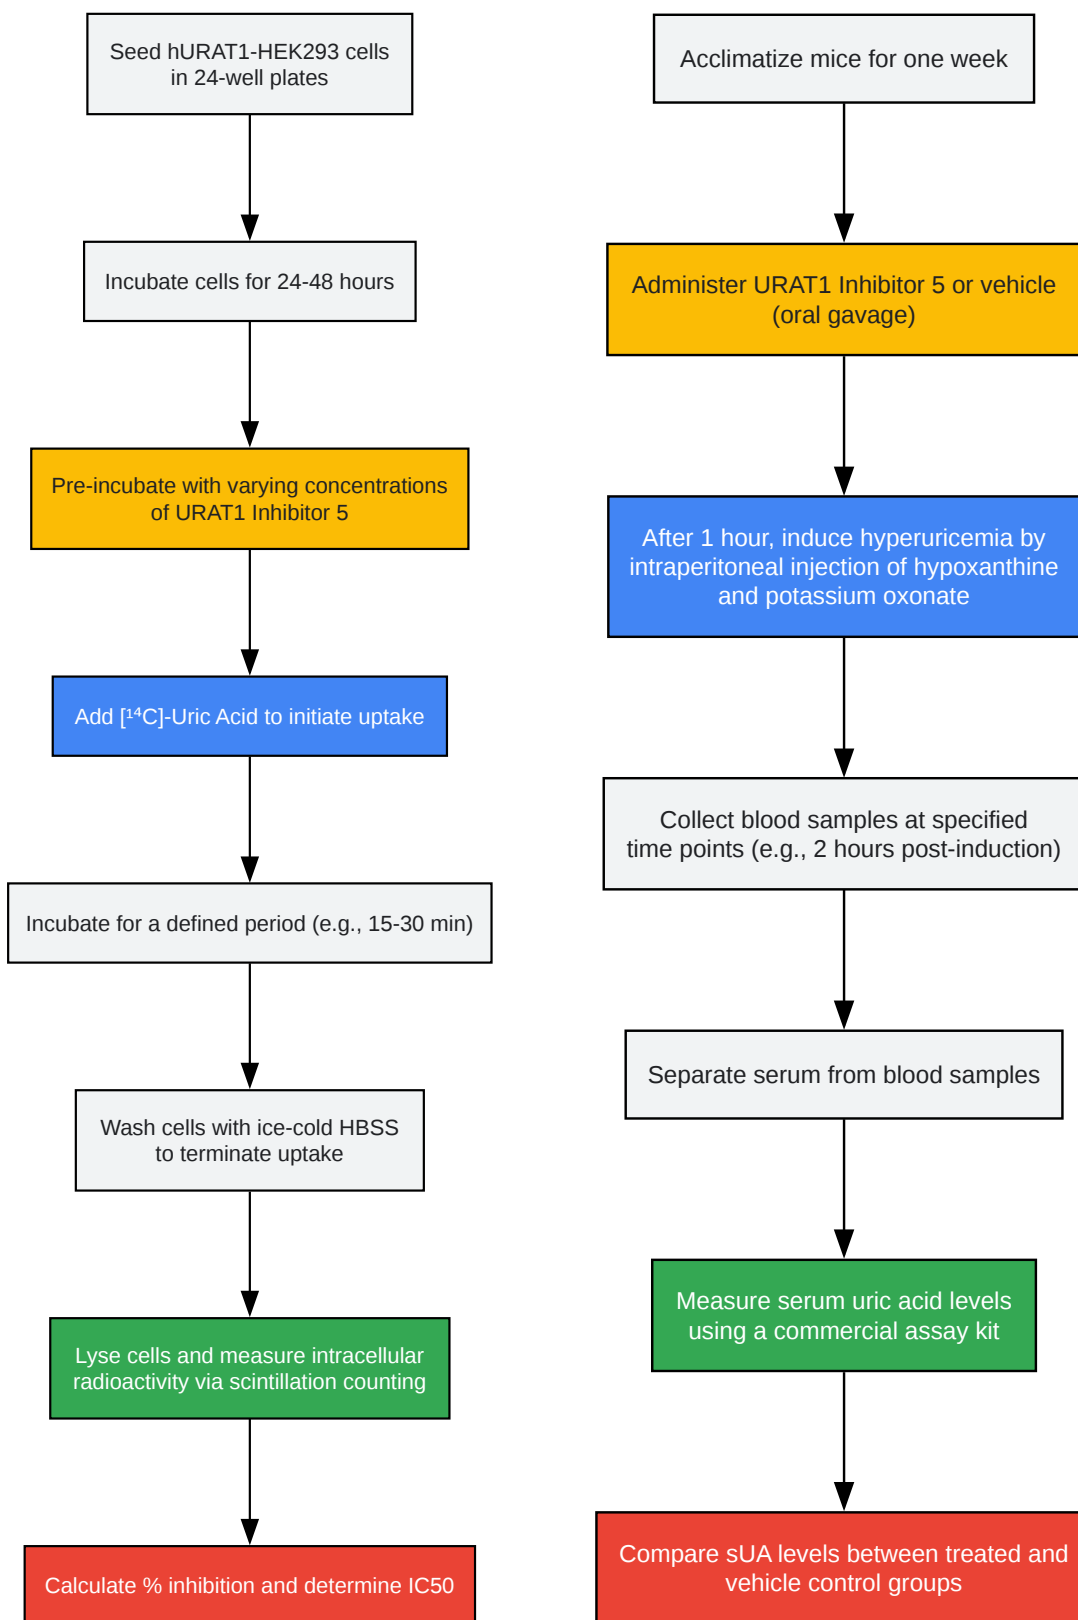 Seed hURAT1-HEK293 cells
in 24-well plates
Incubate cells for 24-48 hours
Pre-incubate with varying concentrations
of URAT1 Inhibitor 5
Add [¹⁴C]-Uric Acid to initiate uptake
Incubate for a defined period (e.g., 15-30 min)
Wash cells with ice-cold HBSS
to terminate uptake
Lyse cells and measure intracellular
radioactivity via scintillation counting
Calculate % inhibition and determine IC50
Acclimatize mice for one week
Administer URAT1 Inhibitor 5 or vehicle
(oral gavage)
After 1 hour, induce hyperuricemia by
intraperitoneal injection of hypoxanthine
and potassium oxonate
Collect blood samples at specified
time points (e.g., 2 hours post-induction)
Separate serum from blood samples
Measure serum uric acid levels
using a commercial assay kit
Compare sUA levels between treated and
vehicle control groups